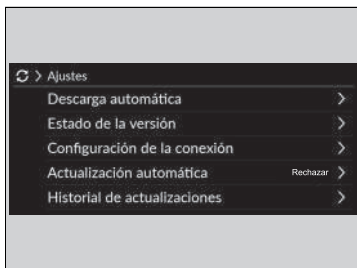 Ajustes
Descarga automática
Estado de la versión
Configuración de la conexión
Actualización automática Rechazar
Historial de actualizaciones